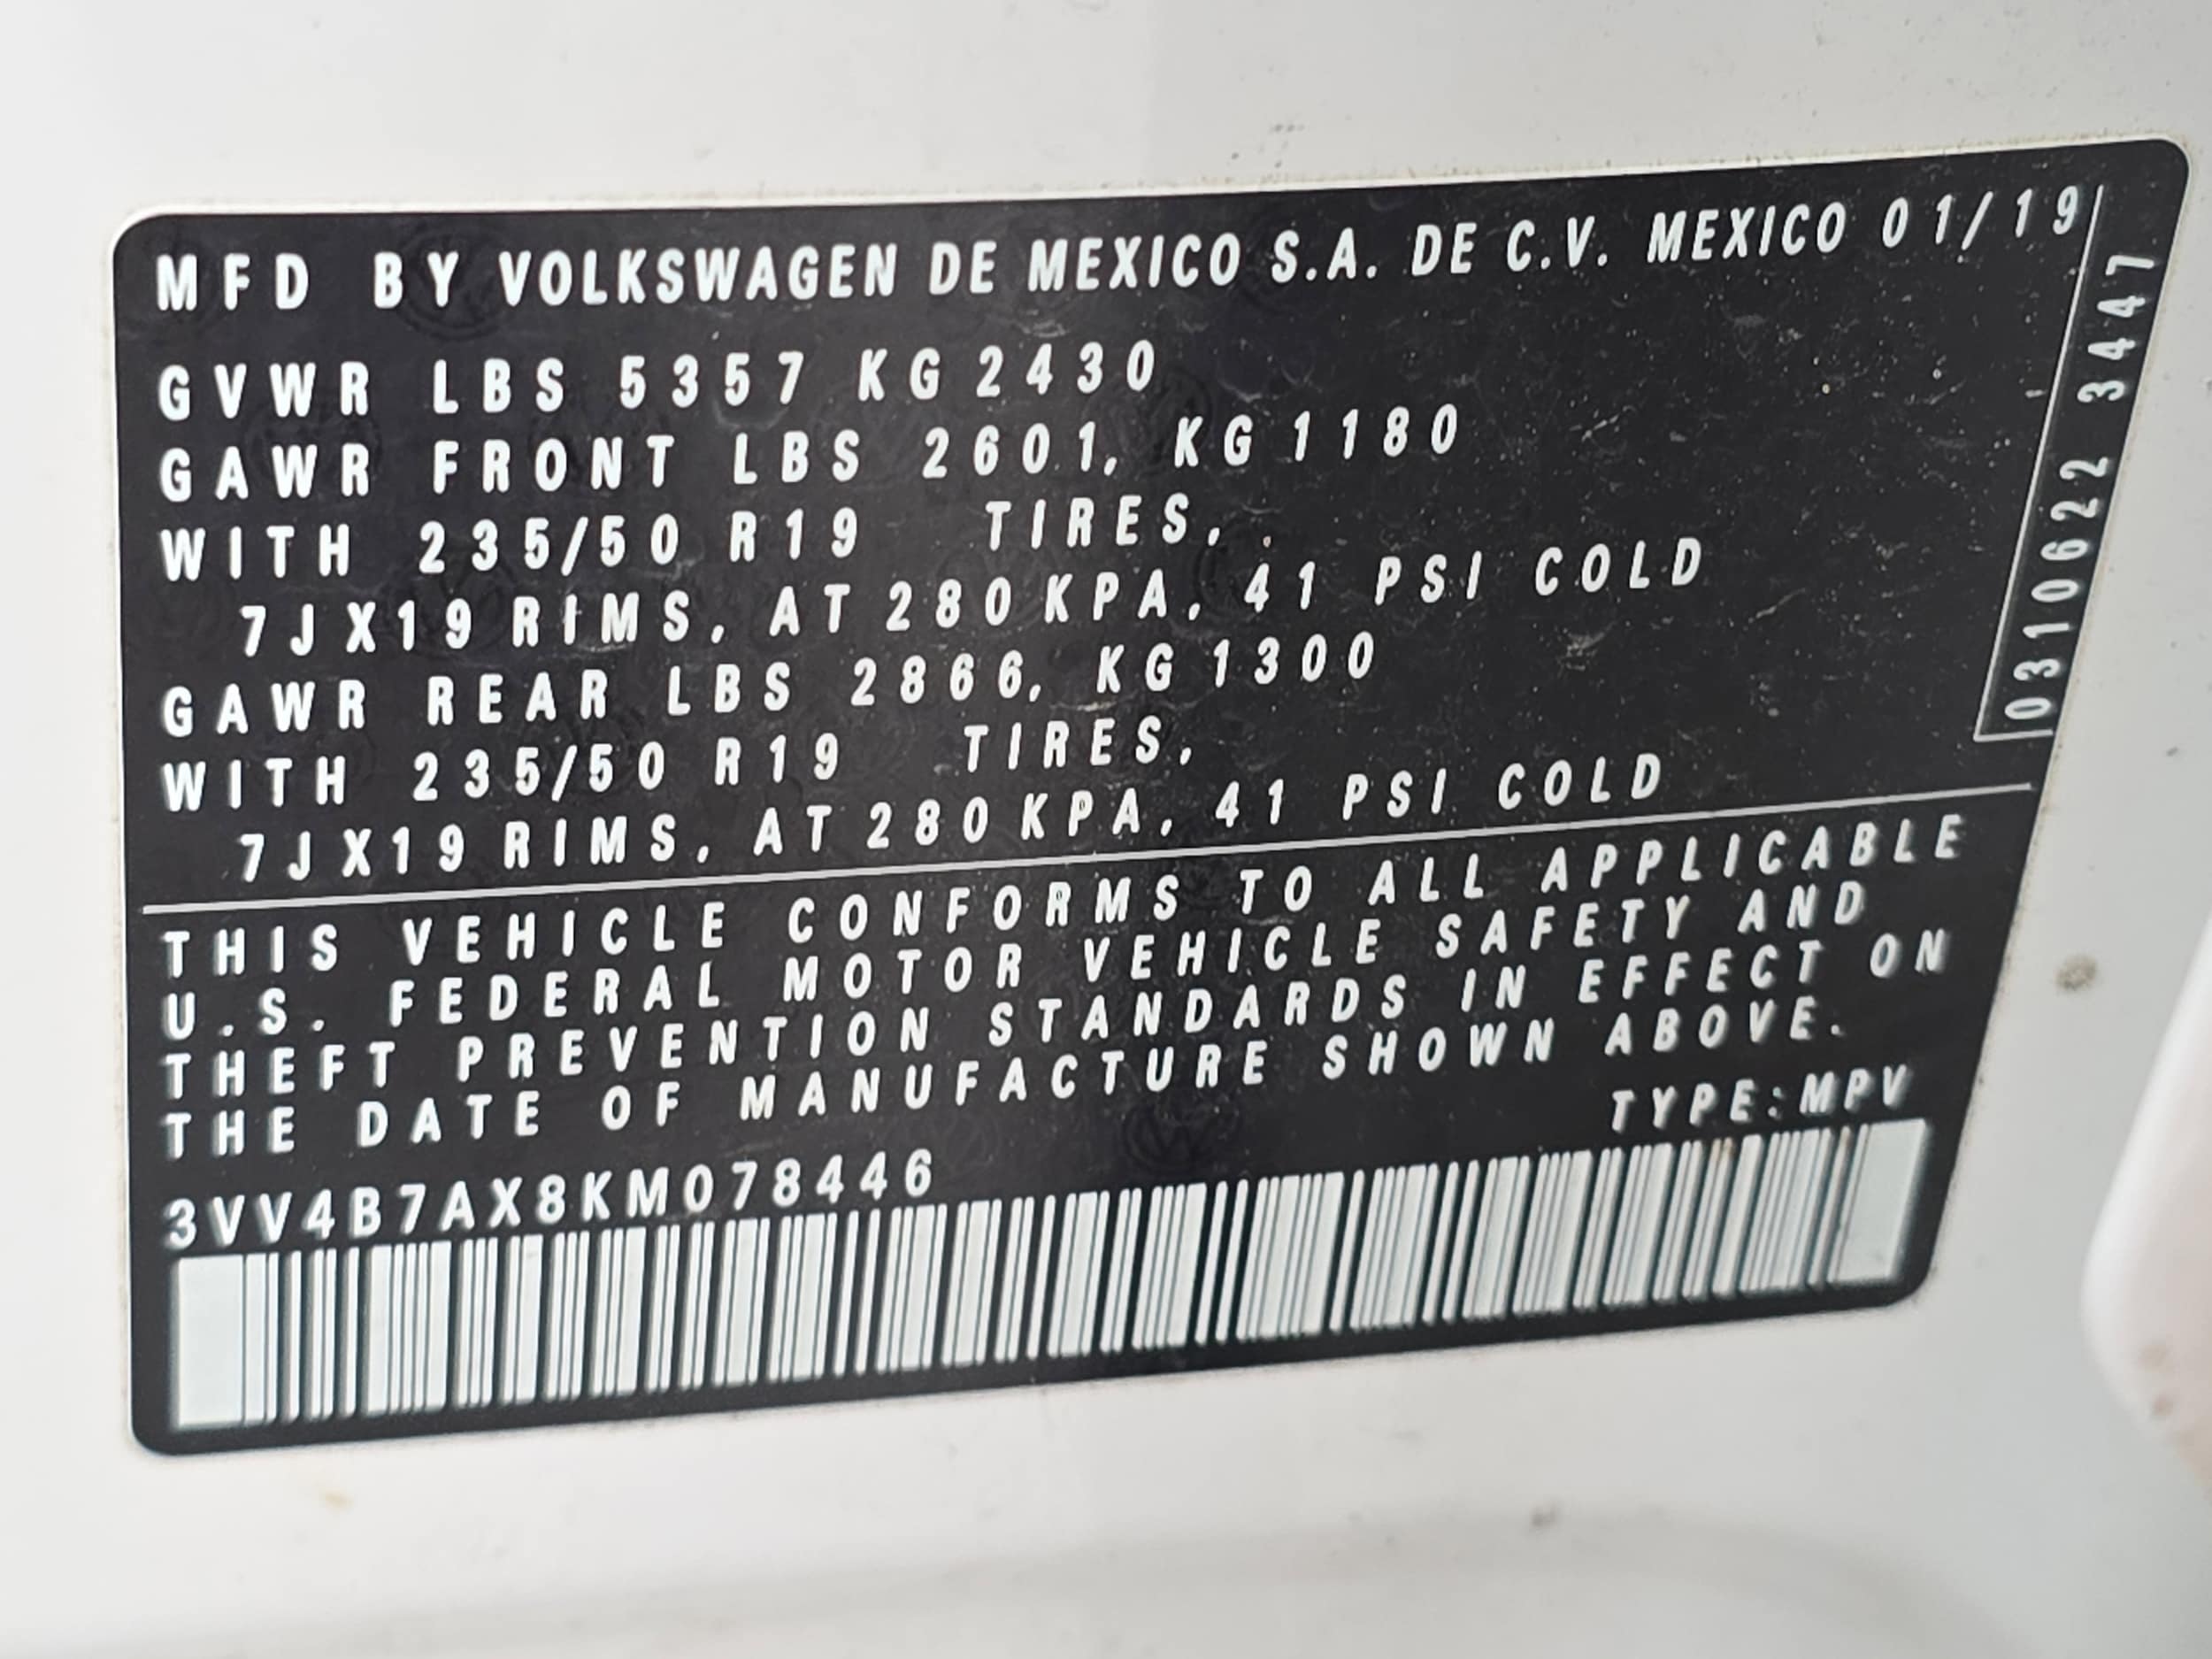 MFD BY VOLKSWAGEN DE MEXICO S.A. DE C.V. MEXICO 01/19
GVWR LBS 5357 KG 2430
GAWR FRONT LBS 2601, KG 1180
WITH 235/50 R19 TIRES,
7JX19 RIMS, AT 280 KPA, 41 PSI COLD
GAWR REAR LBS 2866, KG 1300
WITH 235/50 R19 TIRES,
7JX19 RIMS, AT 280 KPA, 41 PSI COLD
0310622 3447
THIS VEHICLE CONFORMS TO ALL APPLICABLE
U.S. FEDERAL MOTOR VEHICLE SAFETY AND
THEFT PREVENTION STANDARDS IN EFFECT ON
THE DATE OF MANUFACTURE SHOWN ABOVE.
TYPE:MPV
3VV4B7AX8KM078446